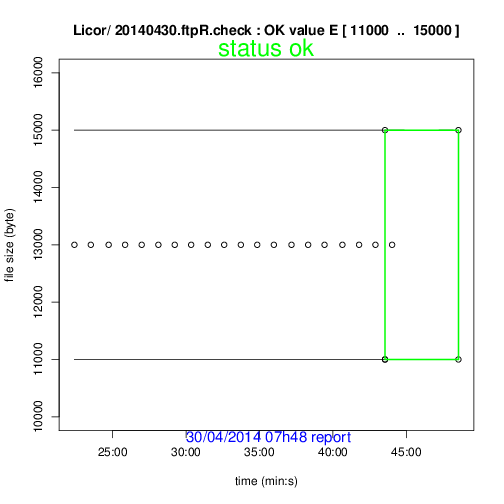 Licor/ 20140430.ftpR.check : OK value E [ 11000 .. 15000 ]
status ok
16000
15000
14000
13000
12000
11000
10000
file size (byte)
30/04/2014 07h48 report
25:00 30:00 35:00 40:00 45:00
time (min:s)